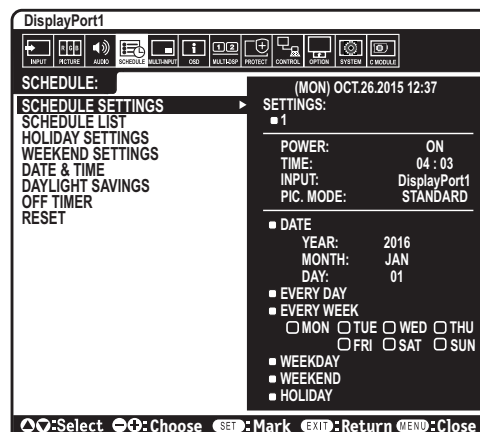 DisplayPort1
INPUT RGB PICTURE AUDIO SCHEDULE MULTI-INPUT OSD 1 2 MULTI-DSP PROTECT CONTROL OPTION SYSTEM C MODULE
SCHEDULE:
SCHEDULE SETTINGS
SCHEDULE LIST
HOLIDAY SETTINGS
WEEKEND SETTINGS
DATE & TIME
DAYLIGHT SAVINGS
OFF TIMER
RESET
(MON) OCT.26.2015 12:37
SETTINGS:
1
POWER: ON
TIME: 04 : 03
INPUT: DisplayPort1
PIC. MODE: STANDARD
DATE
YEAR: 2016
MONTH: JAN
DAY: 01
EVERY DAY
EVERY WEEK
MON TUE WED THU
FRI SAT SUN
WEEKDAY
WEEKEND
HOLIDAY
:Select :Choose SET:Mark EXIT:Return MENU:Close